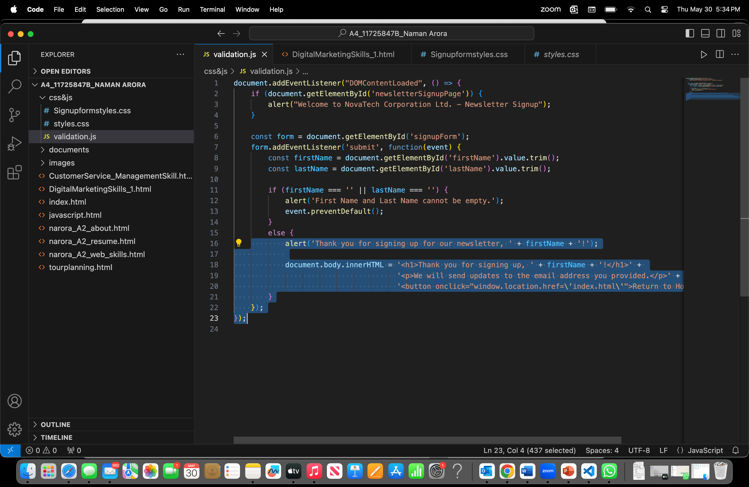 Code File Edit Selection View Go Run Terminal Window Help zoom Thu May 30 5:34 PM
A4_11725847B_Naman Arora
EXPLORER
OPEN EDITORS
A4_11725847B_NAMAN ARORA
css&js
# Signupformstyles.css
# styles.css
JS validation.js
documents
images
<> CustomerService_ManagementSkill.ht...
<> DigitalMarketingSkills_1.html
<> index.html
<> javascript.html
<> narora_A2_about.html
<> narora_A2_resume.html
<> narora_A2_web_skills.html
<> tourplanning.html
OUTLINE
TIMELINE
JS validation.js <> DigitalMarketingSkills_1.html # Signupformstyles.css # styles.css
css&js > JS validation.js > ...
1 document.addEventListener("DOMContentLoaded", () => {
2 if (document.getElementById('newsletterSignupPage')) {
3 alert("Welcome to NovaTech Corporation Ltd. - Newsletter Signup");
4 }
5
6 const form = document.getElementById('signupForm');
7 form.addEventListener('submit', function(event) {
8 const firstName = document.getElementById('firstName').value.trim();
9 const lastName = document.getElementById('lastName').value.trim();
10
11 if (firstName === '' || lastName === '') {
12 alert('First Name and Last Name cannot be empty.');
13 event.preventDefault();
14 }
15 else {
16 alert('Thank you for signing up for our newsletter, ' + firstName + '!');
17
18 document.body.innerHTML = '<h1>Thank you for signing up, ' + firstName + '!</h1>' +
19 '<p>We will send updates to the email address you provided.</p>' +
20 '<button onclick="window.location.href=\'index.html\'">Return to Ho
21 }
22 });
23 });
24
0 0 0 Ln 23, Col 4 (437 selected) Spaces: 4 UTF-8 LF {} JavaScript
MAY
30
tv
zoom